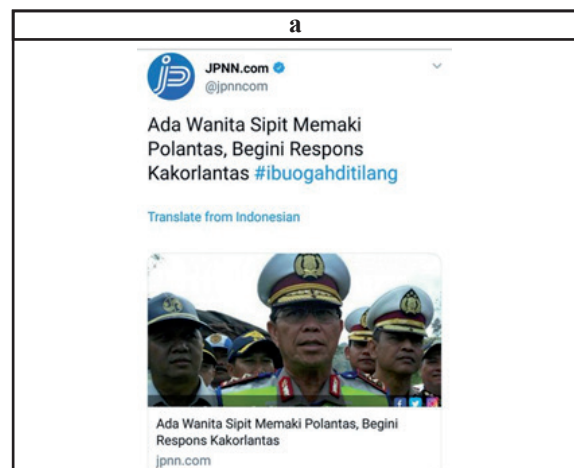 a
JPNN.com
@jpnncom
Ada Wanita Sipit Memaki
Polantas, Begini Respons
Kakorlantas #ibuogahditilang
Translate from Indonesian
Ada Wanita Sipit Memaki Polantas, Begini
Respons Kakorlantas
jpnn.com